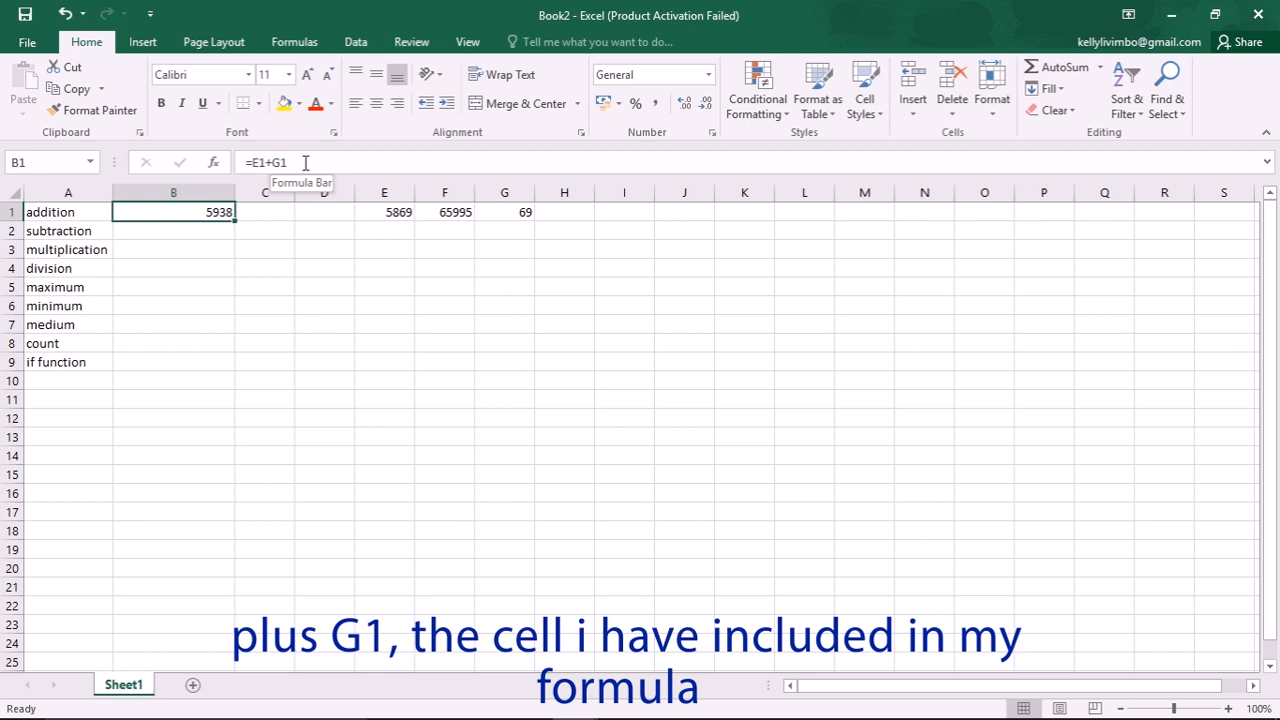 Book2 - Excel (Product Activation Failed)
File Home Insert Page Layout Formulas Data Review View Tell me what you want to do... kellylivimbo@gmail.com Share
Paste Cut Copy Format Painter Clipboard
Calibri 11 A A B I U A Font
Wrap Text Merge & Center Alignment
General % , Number
Conditional Formatting Format as Table Cell Styles Styles
Insert Delete Format Cells
AutoSum Fill Clear Sort & Filter Find & Select Editing
B1 fx =E1+G1
Formula Bar
A B C D E F G H I J K L M N O P Q R S
1 addition 5938 5869 65995 69
2 subtraction
3 multiplication
4 division
5 maximum
6 minimum
7 medium
8 count
9 if function
10
11
12
13
14
15
16
17
18
19
20
21
22
23
24
25
plus G1, the cell i have included in my
formula
Sheet1
Ready 100%